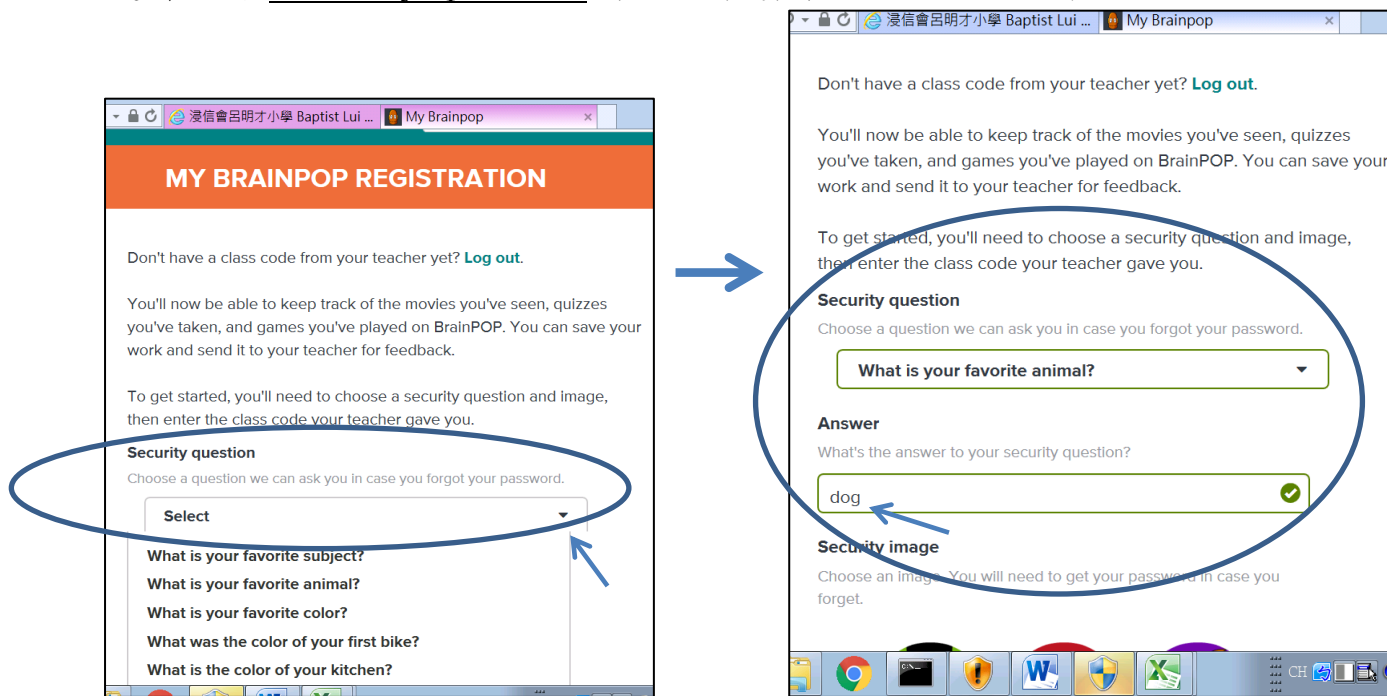 浸信會呂明才小學 Baptist Lui ...
My Brainpop
MY BRAINPOP REGISTRATION
Don't have a class code from your teacher yet? Log out.
You'll now be able to keep track of the movies you've seen, quizzes
you've taken, and games you've played on BrainPOP. You can save your
work and send it to your teacher for feedback.
To get started, you'll need to choose a security question and image,
then enter the class code your teacher gave you.
Security question
Choose a question we can ask you in case you forgot your password.
Select
What is your favorite subject?
What is your favorite animal?
What is your favorite color?
What was the color of your first bike?
What is the color of your kitchen?
浸信會呂明才小學 Baptist Lui ...
My Brainpop
Don't have a class code from your teacher yet? Log out.
You'll now be able to keep track of the movies you've seen, quizzes
you've taken, and games you've played on BrainPOP. You can save your
work and send it to your teacher for feedback.
To get started, you'll need to choose a security question and image,
then enter the class code your teacher gave you.
Security question
Choose a question we can ask you in case you forgot your password.
What is your favorite animal?
Answer
What's the answer to your security question?
dog
Security image
Choose an image. You will need to get your password in case you
forget.
CH